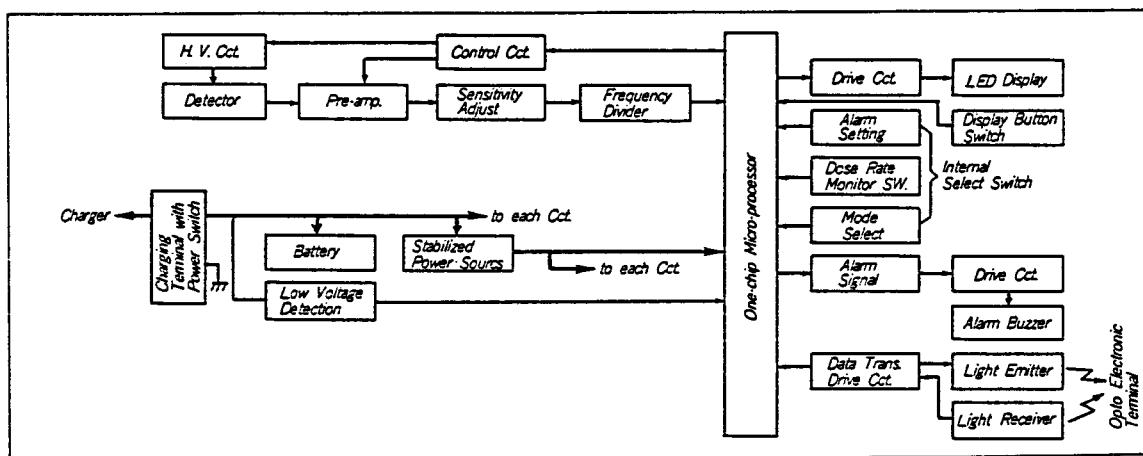 H. V. Cct.
Control Cct.
Detector
Pre-amp.
Sensitivity
Adjust
Frequency
Divider
Charger
Charging
Terminal with
Power Switch
to each Cct.
Battery
Stabilized
Power Sourcs
to each Cct.
Low Voltage
Detection
One-chip Micro-processor
Drive Cct.
LED Display
Display Button
Switch
Alarm
Setting
Dose Rate
Monitor SW.
Internal
Select Switch
Mode
Select
Alarm
Signal
Drive Cct.
Alarm Buzzer
Data Trans.
Drive Cct.
Light Emitter
Light Receiver
Opto Electronic
Terminal